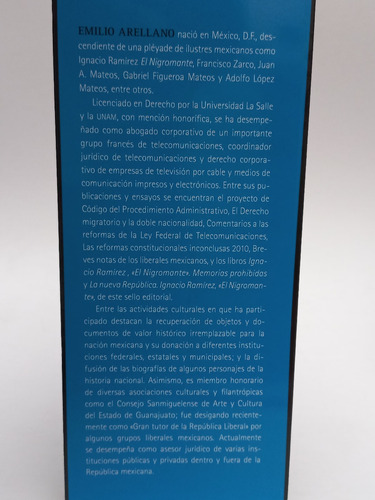 EMILIO ARELLANO nació en México, D.F., des-
cendiente de una pléyade de ilustres mexicanos como
Ignacio Ramírez El Nigromante, Francisco Zarco, Juan
A. Mateos, Gabriel Figueroa Mateos y Adolfo López
Mateos, entre otros.
Licenciado en Derecho por la Universidad La Salle
y la UNAM, con mención honorífica, se ha desempe-
ñado como abogado corporativo de un importante
grupo francés de telecomunicaciones, coordinador
jurídico de telecomunicaciones y derecho corpora-
tivo de empresas de televisión por cable y medios de
comunicación impresos y electrónicos. Entre sus pu-
blicaciones y ensayos se encuentran el proyecto de
Código del Procedimiento Administrativo, El Derecho
migratorio y la doble nacionalidad, Comentarios a las
reformas de la Ley Federal de Telecomunicaciones,
Las reformas constitucionales inconclusas 2010, Bre-
ves notas de los liberales mexicanos, y los libros Igna-
cio Ramírez, «El Nigromante». Memorias prohibidas
y La nueva República. Ignacio Ramírez, «El Nigroman-
te», de este sello editorial.
Entre las actividades culturales en que ha parti-
cipado destacan la recuperación de objetos y do-
cumentos de valor histórico irremplazable para la
nación mexicana y su donación a diferentes institu-
ciones federales, estatales y municipales; y la difu-
sión de las biografías de algunos personajes de la
historia nacional. Asimismo, es miembro honorario
de diversas asociaciones culturales y filantrópicas
como el Consejo Sanmiguelense de Arte y Cultura
del Estado de Guanajuato; fue designado reciente-
mente como «Gran tutor de la República Liberal» por
algunos grupos liberales mexicanos. Actualmente
se desempeña como asesor jurídico de varias ins-
tituciones públicas y privadas dentro y fuera de la
República mexicana.